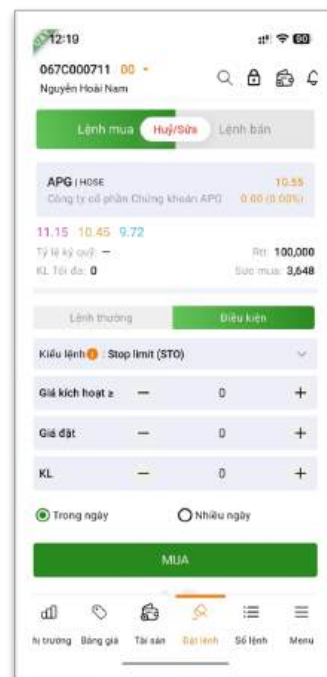 12:19
60
067C000711 00
Nguyễn Hoài Nam
Lệnh mua Huỷ/Sửa Lệnh bán
APG | HOSE 10.55
Công ty cổ phần Chứng khoán APG 0.00 (0.00%)
11.15 10.45 9.72
Tỷ lệ ký quỹ: — Rtt: 100,000
KL Tối đa: 0 Sức mua: 3,648
Lệnh thường Điều kiện
Kiểu lệnh : Stop limit (STO)
Giá kích hoạt ≥ — 0 +
Giá đặt — 0 +
KL — 0 +
Trong ngày Nhiều ngày
MUA
hị trường Bảng giá Tài sản Đặt lệnh Sổ lệnh Menu